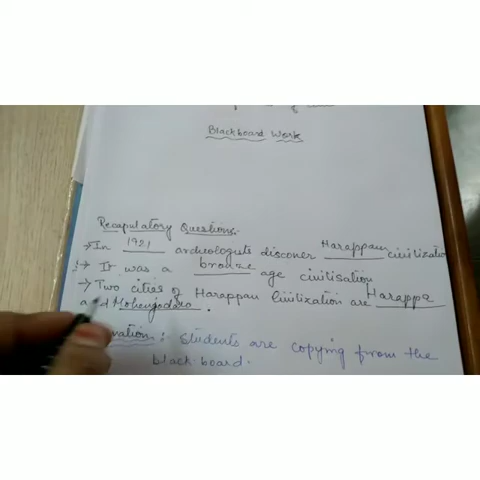 Blackboard Work
Recapulatory Questions.
→ In 1921 archeologists discover Harappan civilization
→ It was a bronze age civilisation
→ Two cities of Harappan Civilization are Harappa
and Mohenjodaro.
: Students are copying from the
black board.